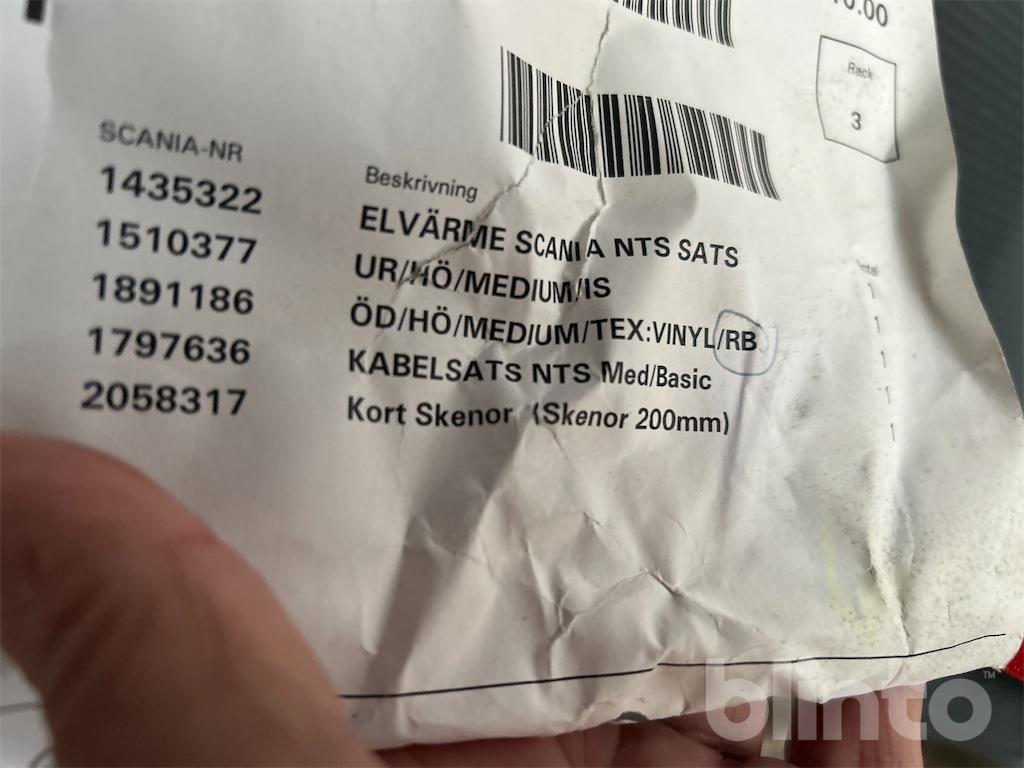 0.00
Rack
3
SCANIA-NR
Beskrivning
1435322 ELVÄRME SCANIA NTS SATS 1
1510377 UR/HÖ/MEDIUM/IS 1
1891186 ÖD/HÖ/MEDIUM/TEX:VINYL/RB 1
1797636 KABELSATS NTS Med/Basic 1
2058317 Kort Skenor (Skenor 200mm) 1
blinto™